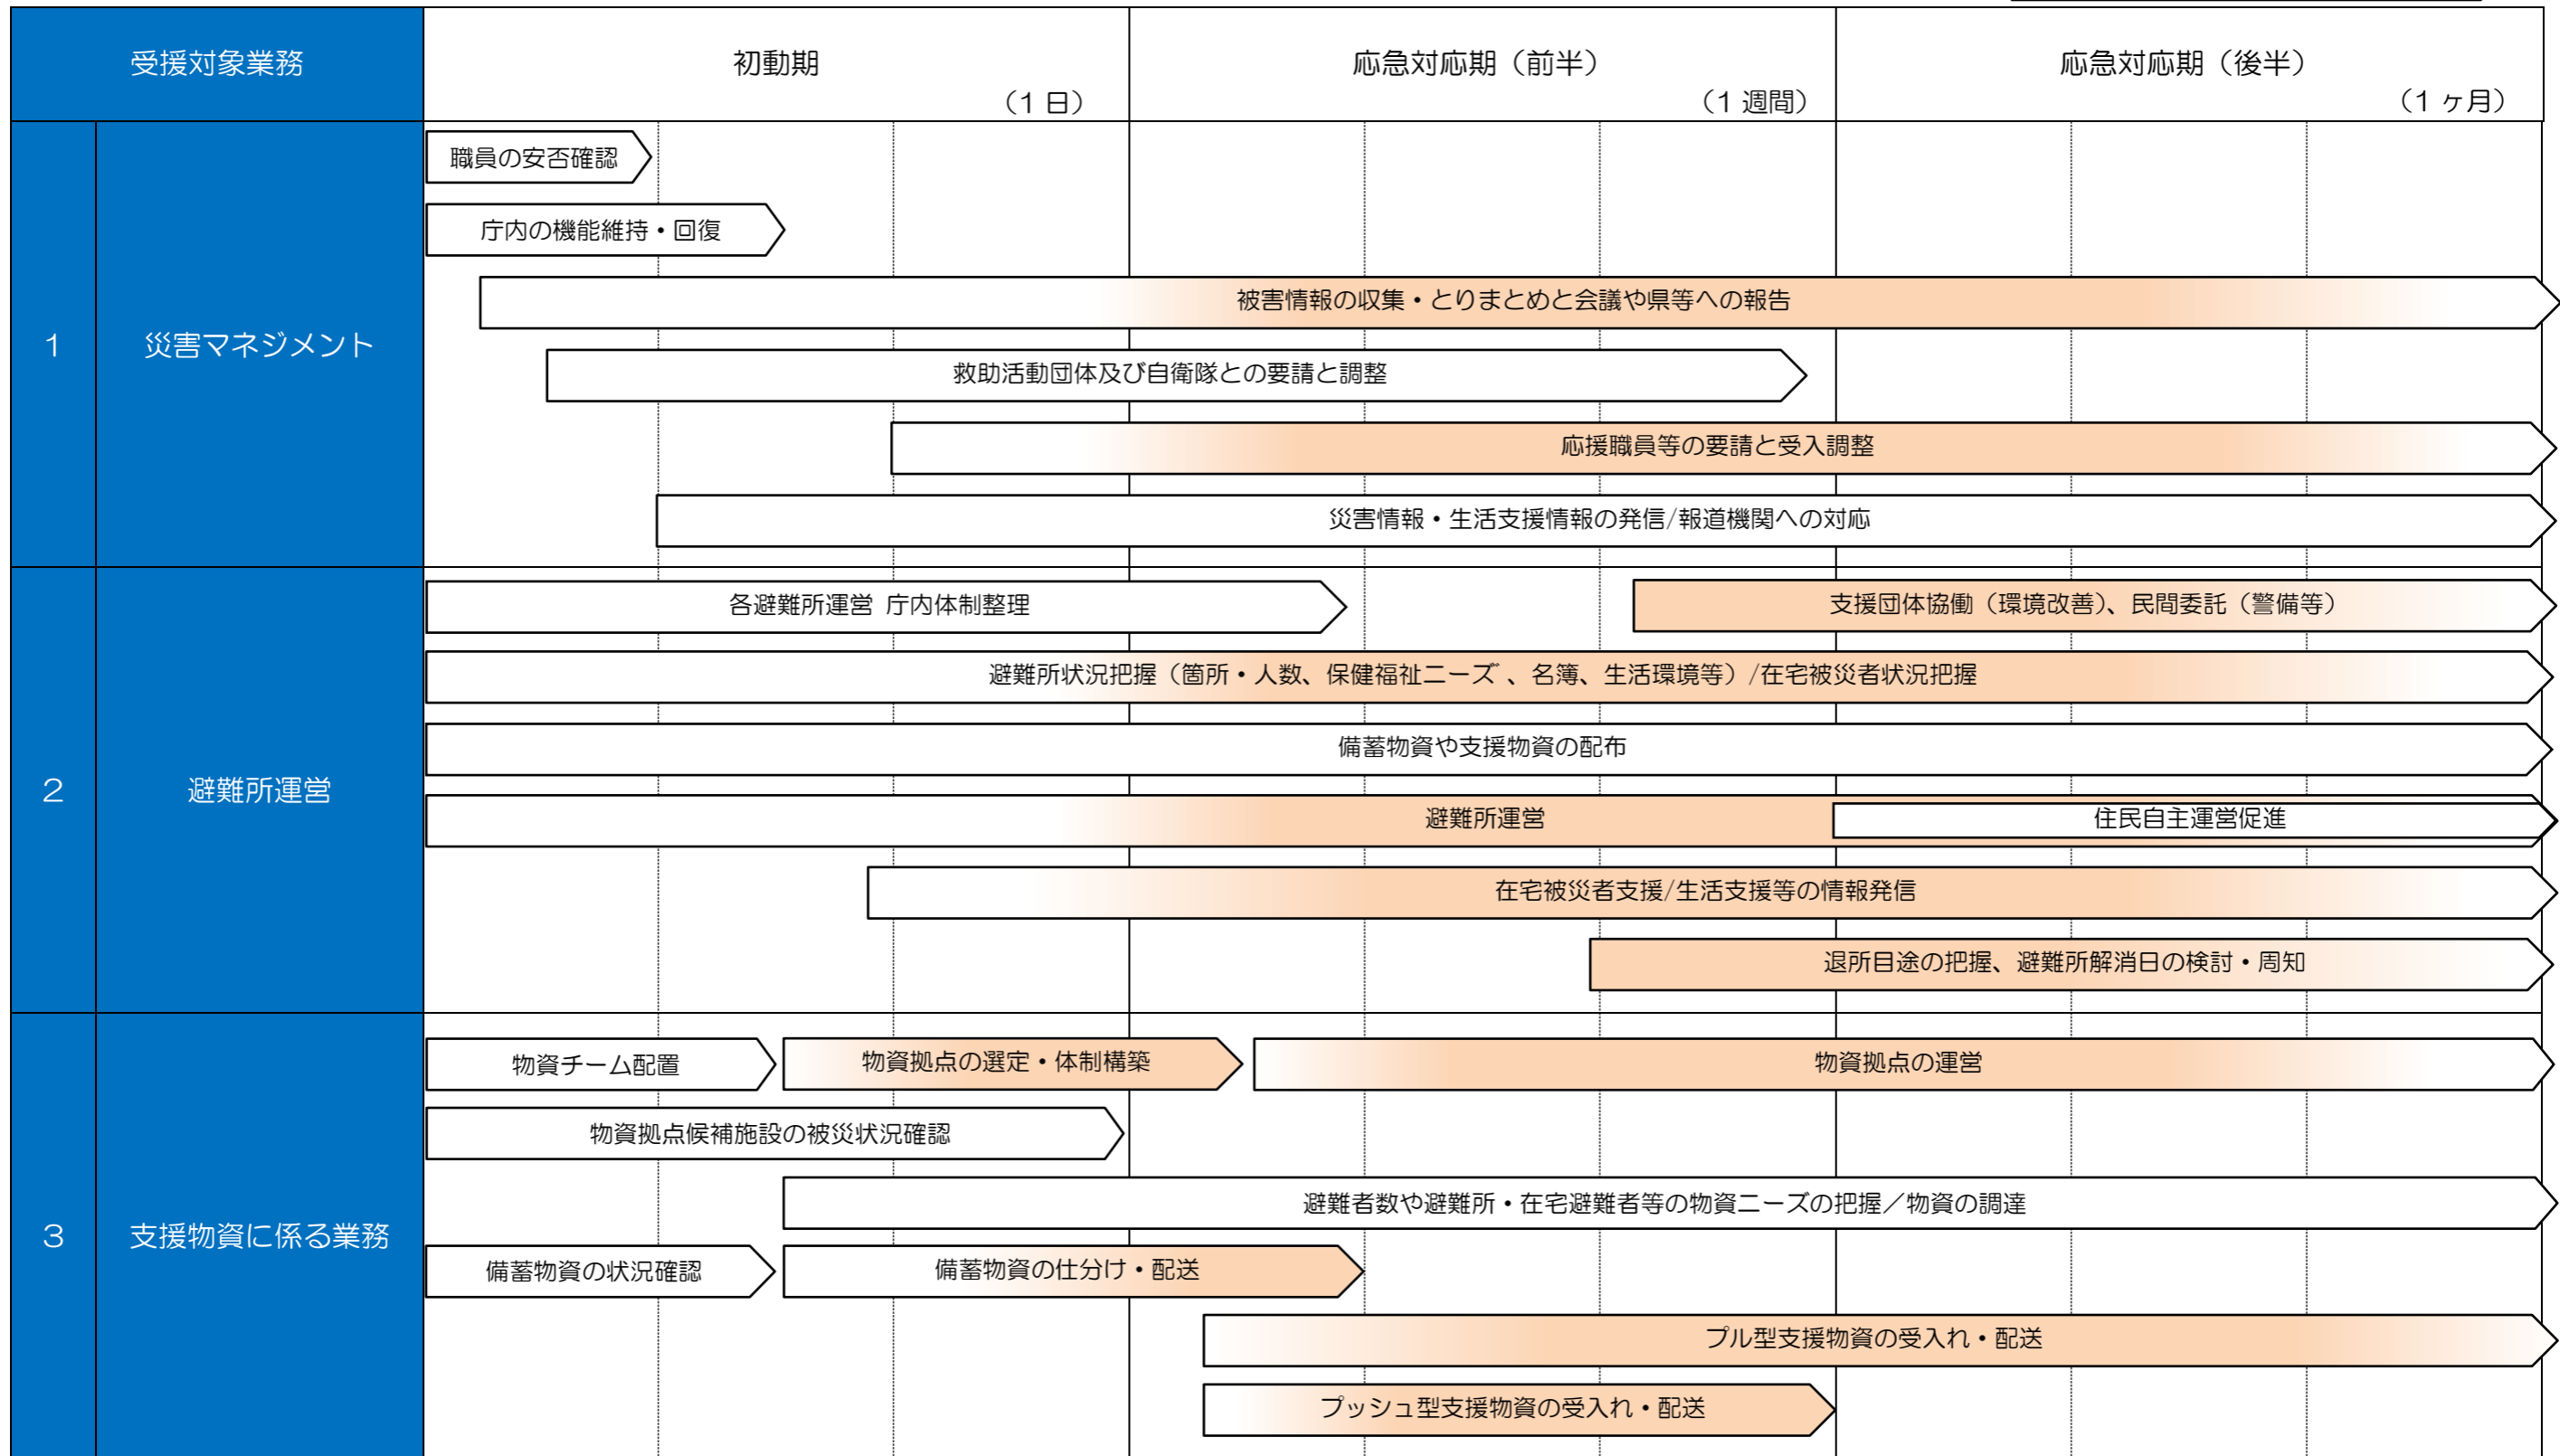 受援対象業務
初動期
(1 日)
応急対応期(前半)
(1 週間)
応急対応期(後半)
(1 ヶ月)
1
災害マネジメント
職員の安否確認
庁内の機能維持・回復
被害情報の収集・とりまとめと会議や県等への報告
救助活動団体及び自衛隊との要請と調整
応援職員等の要請と受入調整
災害情報・生活支援情報の発信/報道機関への対応
2
避難所運営
各避難所運営 庁内体制整理
支援団体協働(環境改善)、民間委託(警備等)
避難所状況把握(箇所・人数、保健福祉ニーズ、名簿、生活環境等)/在宅被災者状況把握
備蓄物資や支援物資の配布
避難所運営
住民自主運営促進
在宅被災者支援/生活支援等の情報発信
退所目途の把握、避難所解消日の検討・周知
3
支援物資に係る業務
物資チーム配置
物資拠点の選定・体制構築
物資拠点の運営
物資拠点候補施設の被災状況確認
避難者数や避難所・在宅避難者等の物資ニーズの把握/物資の調達
備蓄物資の状況確認
備蓄物資の仕分け・配送
プル型支援物資の受入れ・配送
プッシュ型支援物資の受入れ・配送